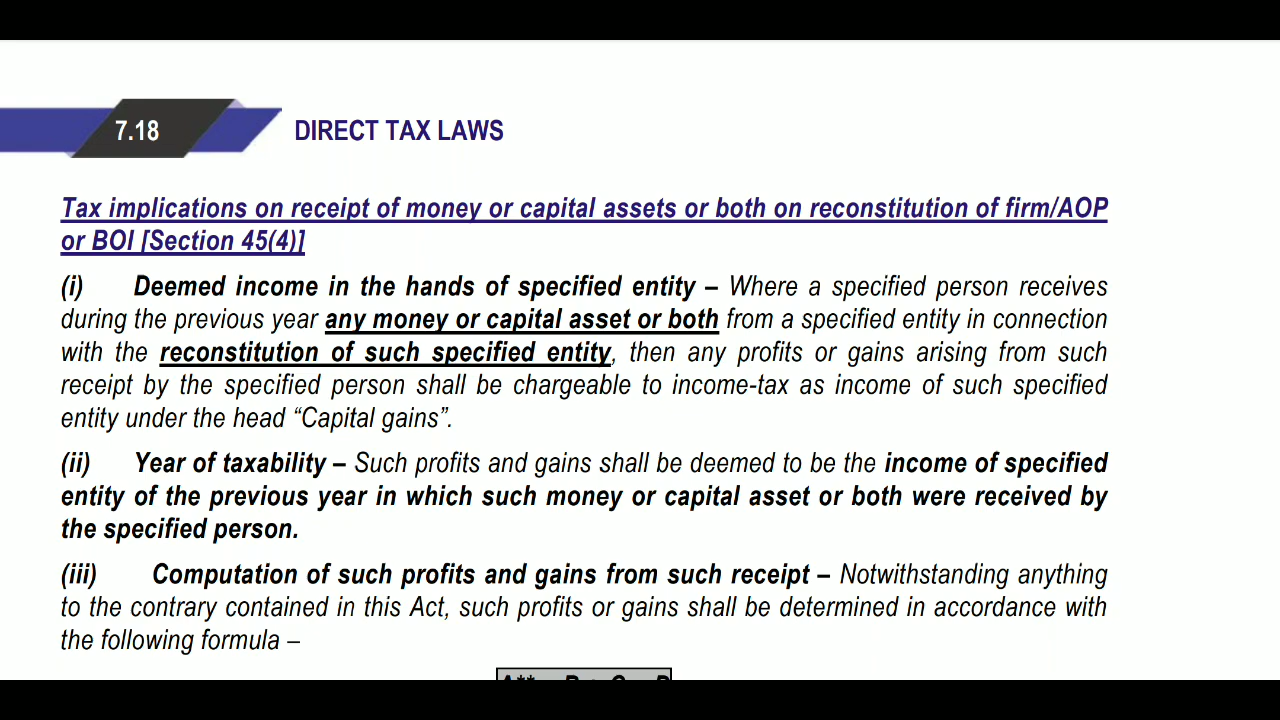 7.18 DIRECT TAX LAWS
Tax implications on receipt of money or capital assets or both on reconstitution of firm/AOP
or BOI [Section 45(4)]
(i) Deemed income in the hands of specified entity – Where a specified person receives
during the previous year any money or capital asset or both from a specified entity in connection
with the reconstitution of such specified entity, then any profits or gains arising from such
receipt by the specified person shall be chargeable to income-tax as income of such specified
entity under the head “Capital gains”.
(ii) Year of taxability – Such profits and gains shall be deemed to be the income of specified
entity of the previous year in which such money or capital asset or both were received by
the specified person.
(iii) Computation of such profits and gains from such receipt – Notwithstanding anything
to the contrary contained in this Act, such profits or gains shall be determined in accordance with
the following formula –